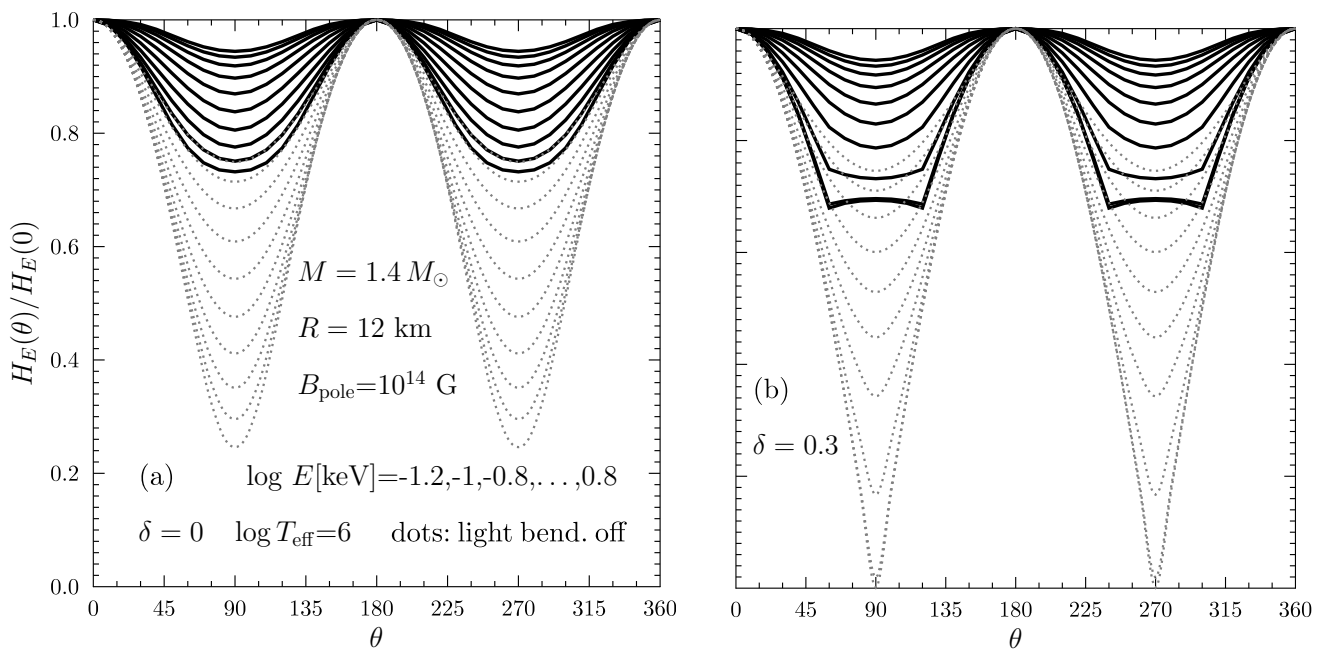 1.0
0.8
0.6
0.4
0.2
0.0
H_E(θ)/H_E(0)
M = 1.4 M_⊙
R = 12 km
B_pole=10^14 G
(a) log E[keV]=-1.2,-1,-0.8,...,0.8
δ = 0 log T_eff=6 dots: light bend. off
0 45 90 135 180 225 270 315 360
θ
(b)
δ = 0.3
0 45 90 135 180 225 270 315 360
θ